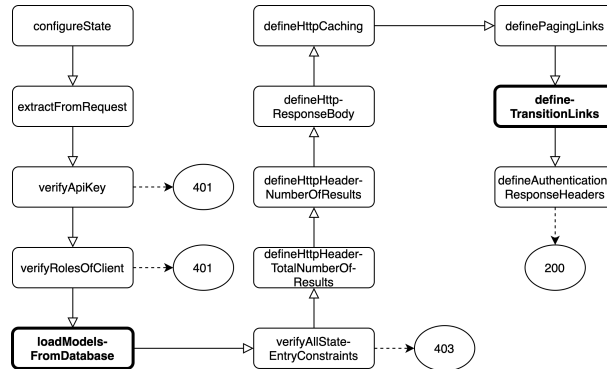 configureState
extractFromRequest
verifyApiKey
401
verifyRolesOfClient
401
loadModels-
FromDatabase
verifyAllState-
EntryConstraints
403
defineHttpHeader-
TotalNumberOf-
Results
defineHttpHeader-
NumberOfResults
defineHttp-
ResponseBody
defineHttpCaching
definePagingLinks
define-
TransitionLinks
defineAuthentication
ResponseHeaders
200